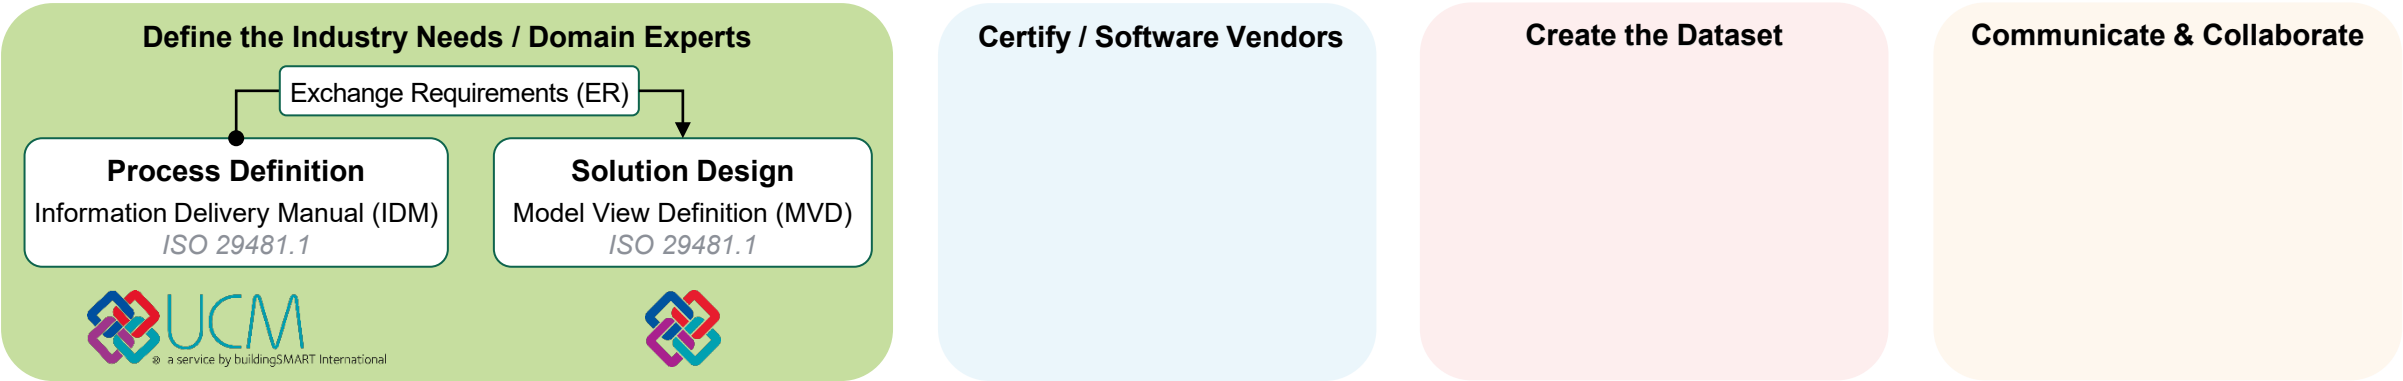 Define the Industry Needs / Domain Experts
Exchange Requirements (ER)
Process Definition
Information Delivery Manual (IDM)
ISO 29481.1
Solution Design
Model View Definition (MVD)
ISO 29481.1
UCM
® a service by buildingSMART International
Certify / Software Vendors
Create the Dataset
Communicate & Collaborate